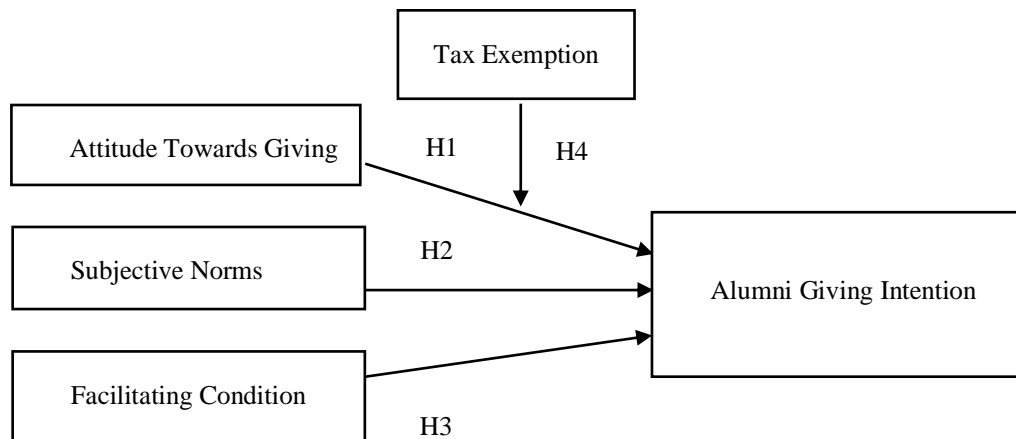 Tax Exemption
Attitude Towards Giving
H1
H4
Subjective Norms
H2
Alumni Giving Intention
Facilitating Condition
H3